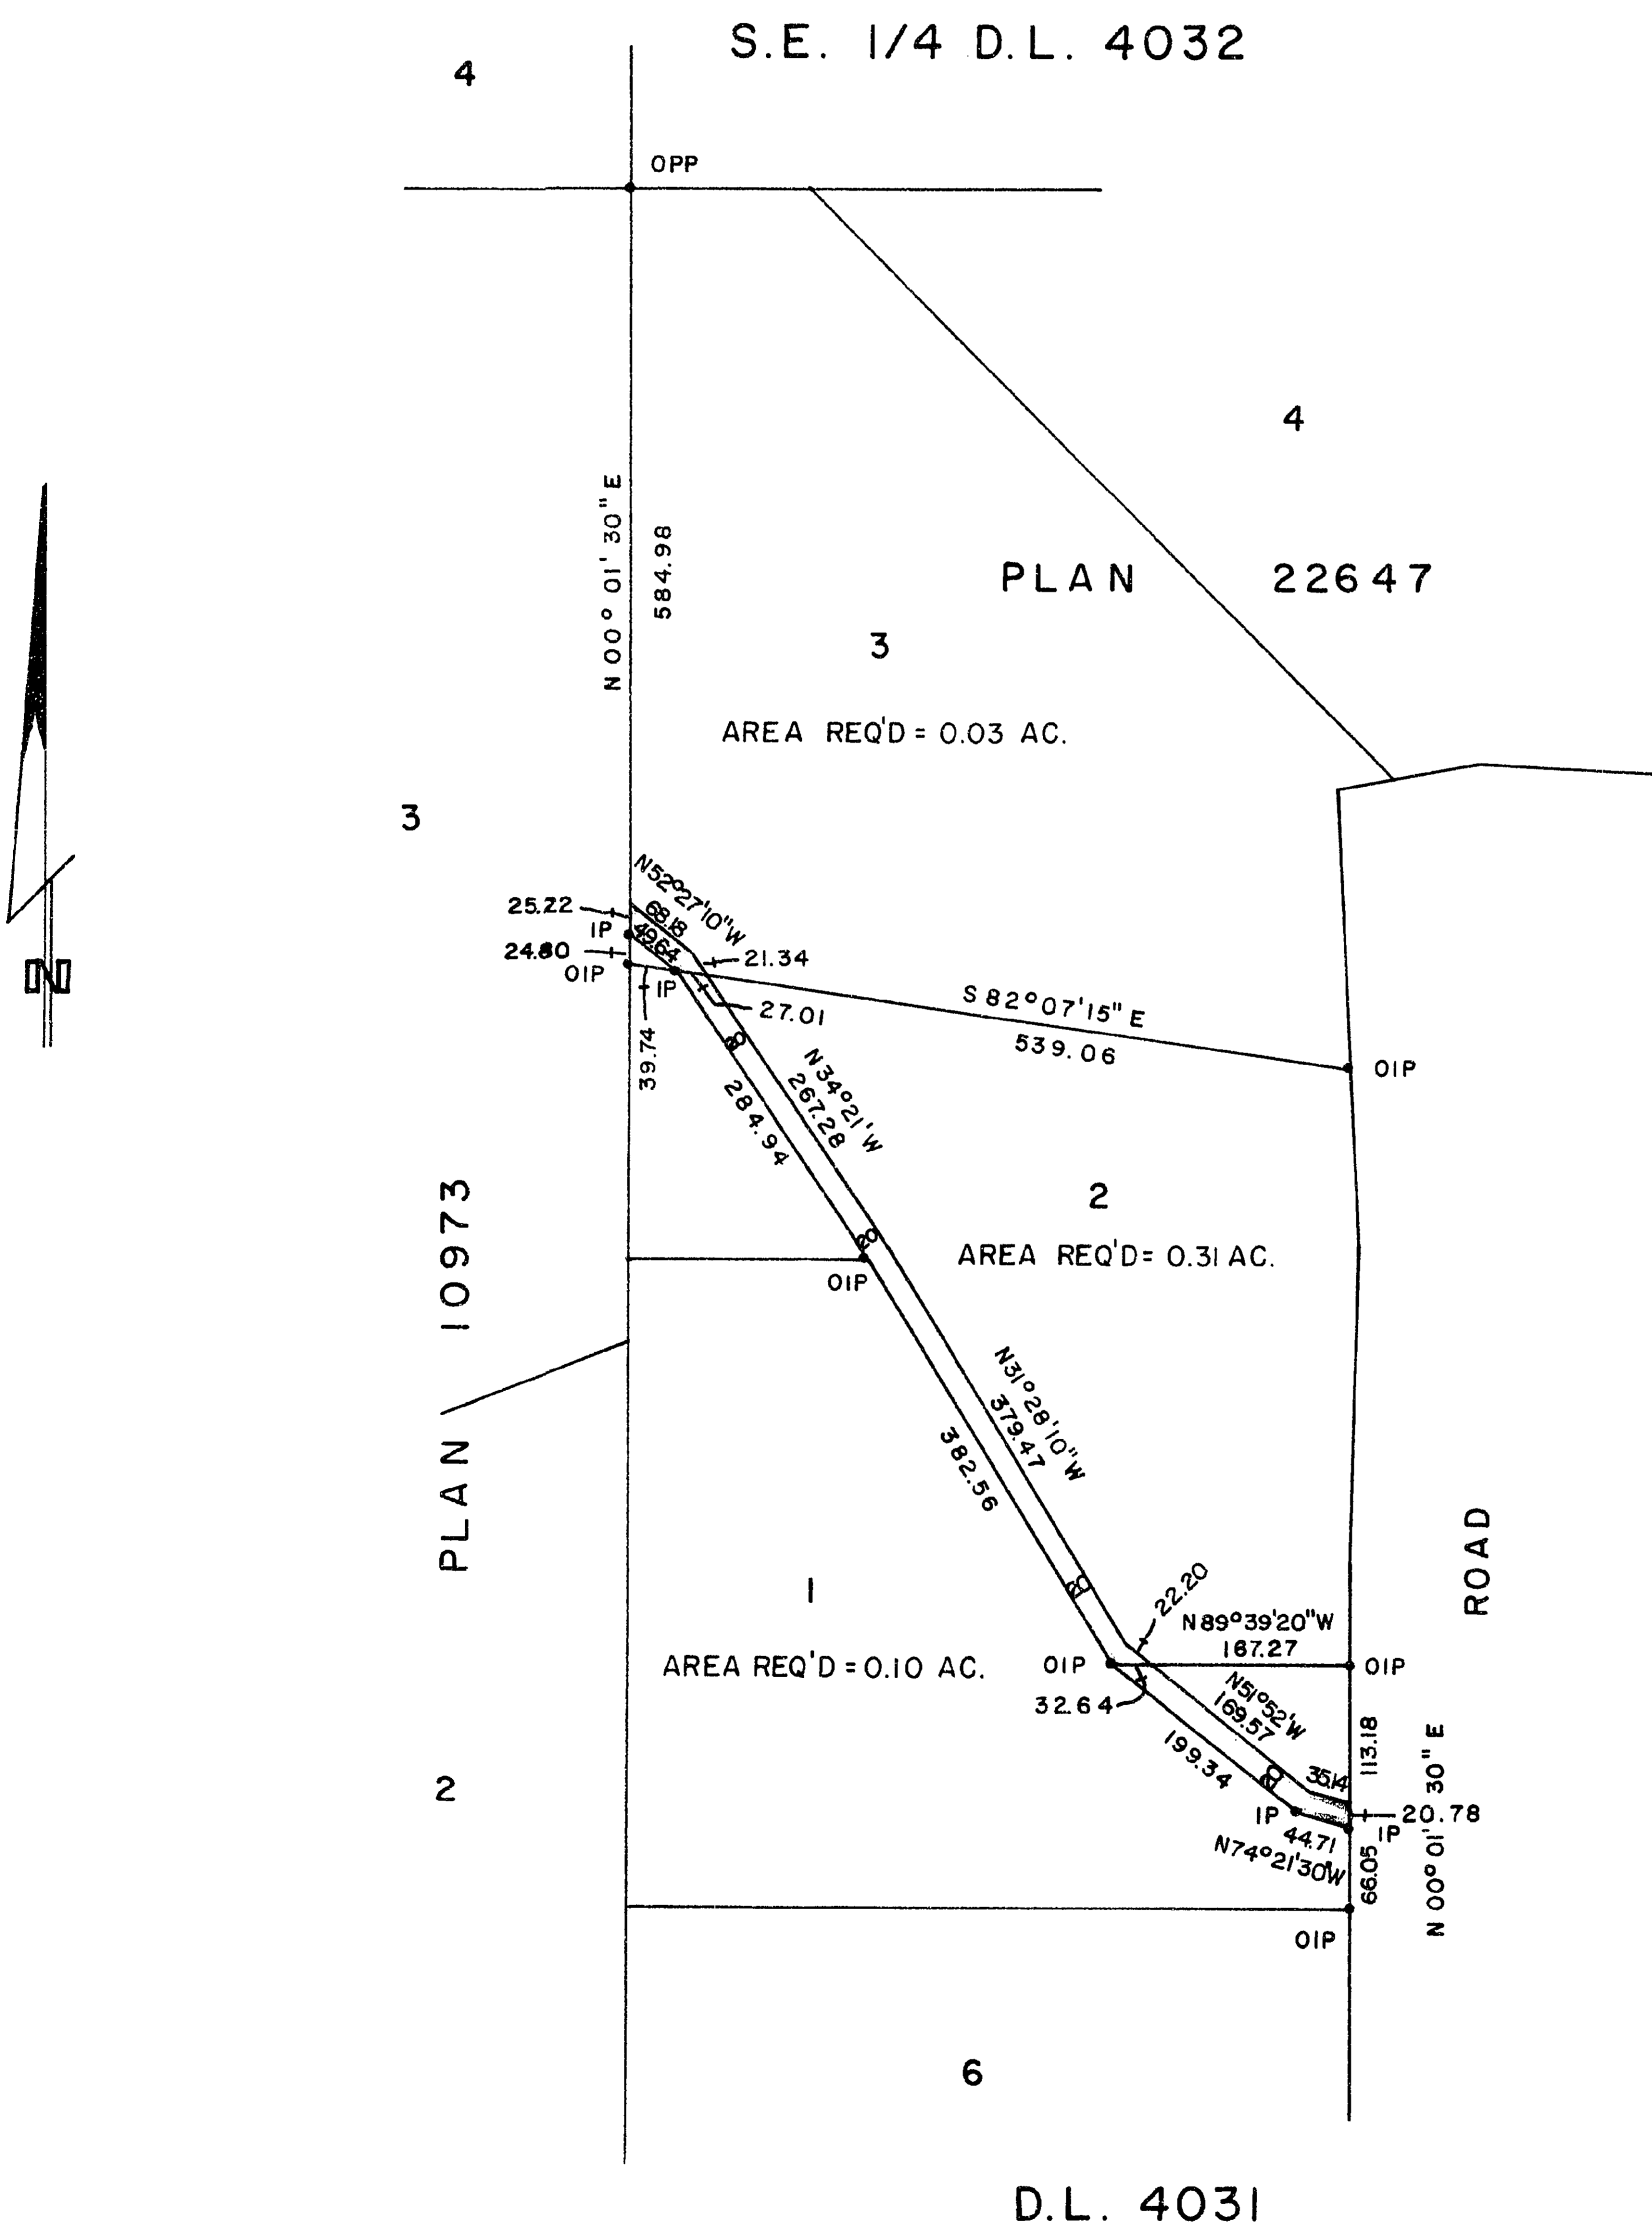 S.E. 1/4 D.L. 4032
4
OPP
4
N 00° 01' 30" E
584.98
PLAN 22647
3
AREA REQ'D = 0.03 AC.
3
N52°27'10"W
68.18
25.22
IP
49.64
24.80
21.34
OIP
IP
27.01
S 82°07'15" E
539.06
OIP
39.74
20
N34°21'W
267.28
284.94
2
AREA REQ'D = 0.31 AC.
20
OIP
PLAN 10973
N31°28'10"W
379.47
382.56
ROAD
1
20
22.20
N89°39'20"W
167.27
AREA REQ'D = 0.10 AC.
OIP
OIP
32.64
N51°52'W
169.57
199.34
113.18
N 00° 01' 30" E
2
20
35.14
IP
20.78
IP
44.71
N74°21'30"W
66.05
OIP
6
D.L. 4031
N